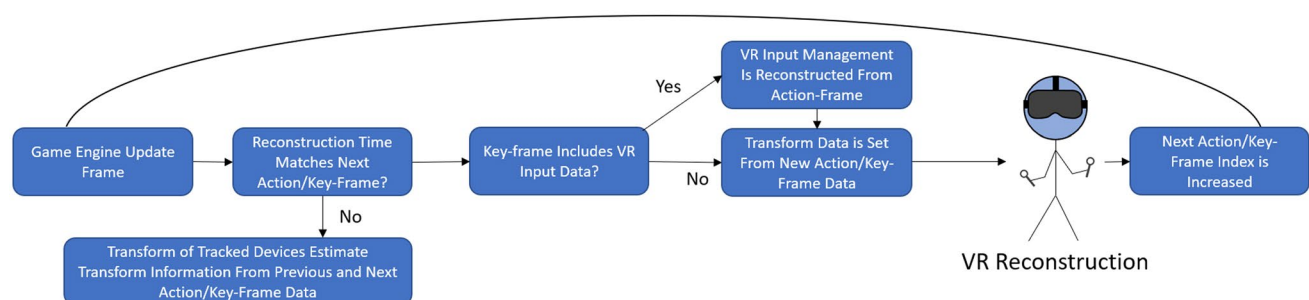 VR Input Management
Is Reconstructed From
Action-Frame
Yes
Game Engine Update
Frame
Reconstruction Time
Matches Next
Action/Key-Frame?
Key-frame Includes VR
Input Data?
No
Transform Data is Set
From New Action/Key-
Frame Data
Next Action/Key-
Frame Index is
Increased
No
Transform of Tracked Devices Estimate
Transform Information From Previous and Next
Action/Key-Frame Data
VR Reconstruction